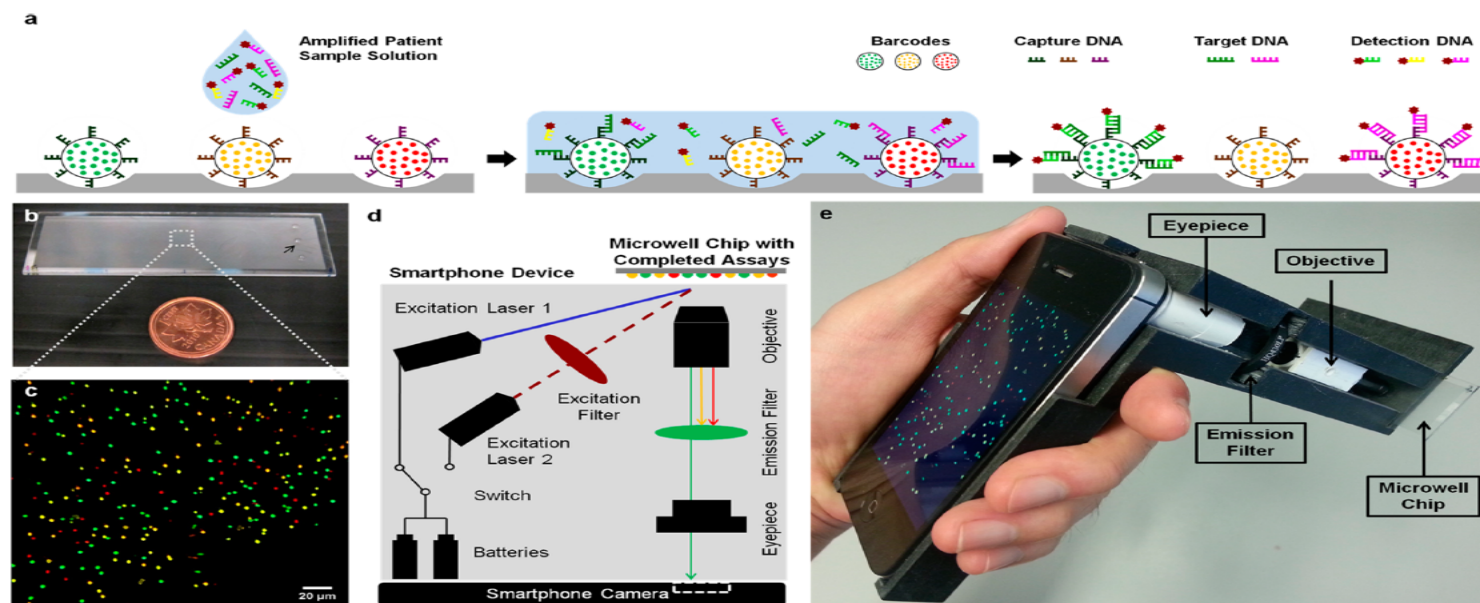 a
Amplified Patient
Sample Solution
Barcodes
Capture DNA
Target DNA
Detection DNA
b
c
20 µm
d
Microwell Chip with
Completed Assays
Smartphone Device
Excitation Laser 1
Excitation
Filter
Excitation
Laser 2
Switch
Batteries
Objective
Emission Filter
Eyepiece
Smartphone Camera
e
Eyepiece
Objective
Emission
Filter
Microwell
Chip